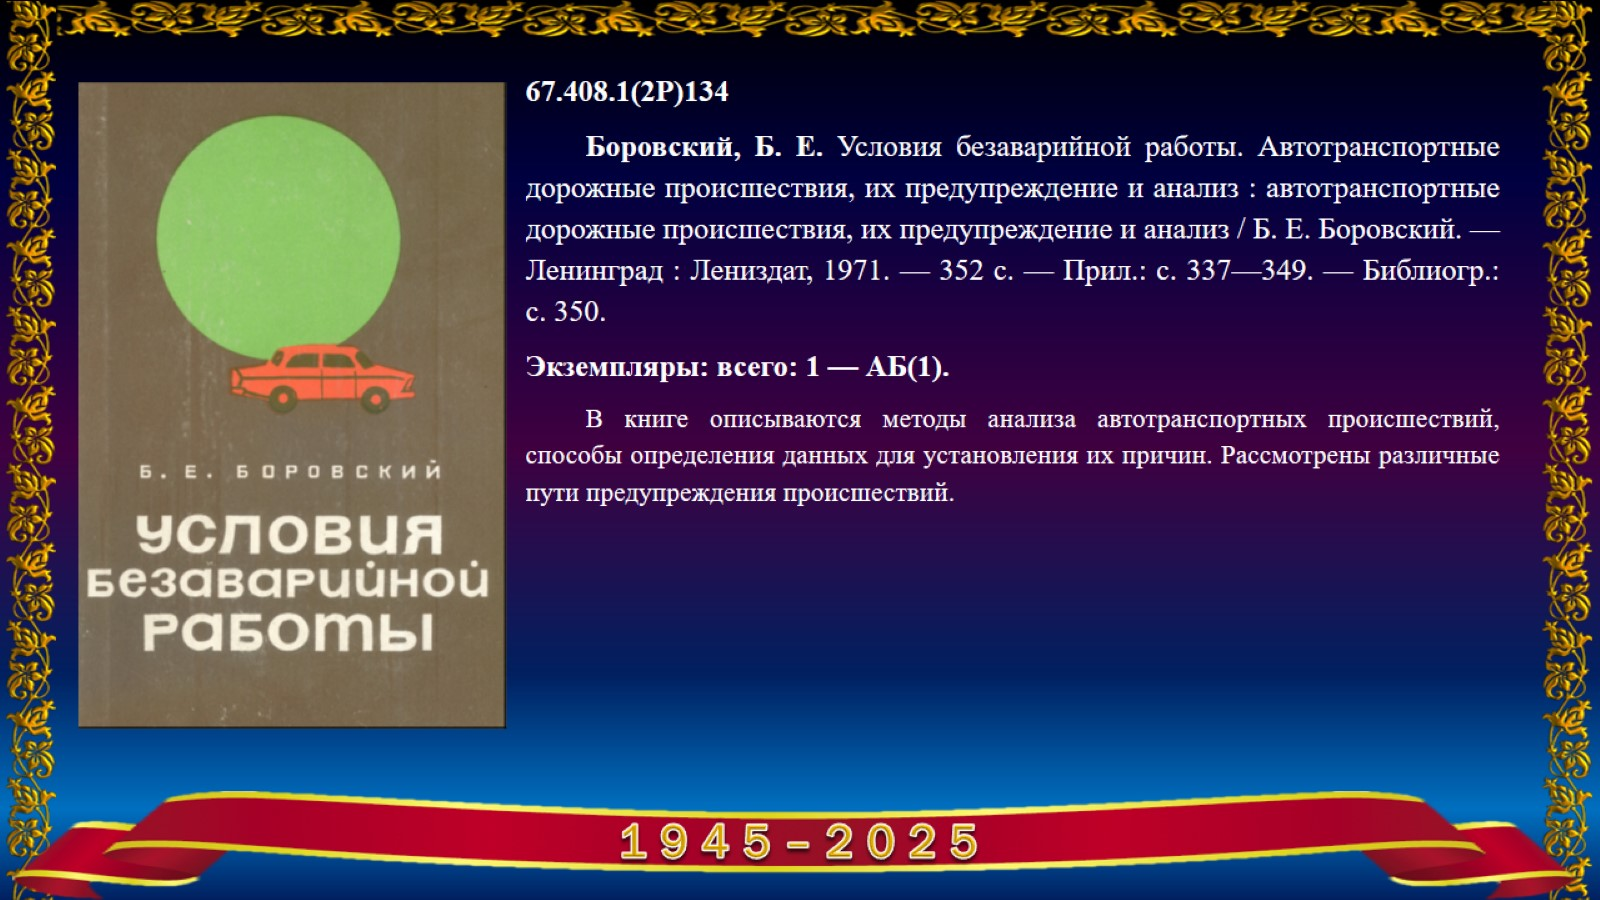 67.408.1(2Р)134
Боровский, Б. Е. Условия безаварийной работы. Автотранспортные
дорожные происшествия, их предупреждение и анализ : автотранспортные
дорожные происшествия, их предупреждение и анализ / Б. Е. Боровский. —
Ленинград : Лениздат, 1971. — 352 с. — Прил.: с. 337—349. — Библиогр.:
с. 350.
Экземпляры: всего: 1 — АБ(1).
В книге описываются методы анализа автотранспортных происшествий,
способы определения данных для установления их причин. Рассмотрены различные
пути предупреждения происшествий.
Б. Е. БОРОВСКИЙ
УСЛОВИЯ
БЕЗАВАРИЙНОЙ
РАБОТЫ
1945–2025